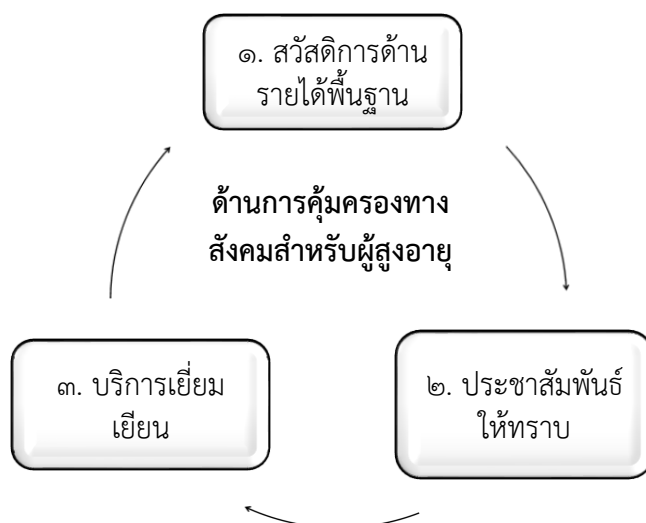 ๑. สวัสดิการด้าน
รายได้พื้นฐาน
ด้านการคุ้มครองทาง
สังคมสำหรับผู้สูงอายุ
๓. บริการเยี่ยม
เยียน
๒. ประชาสัมพันธ์
ให้ทราบ